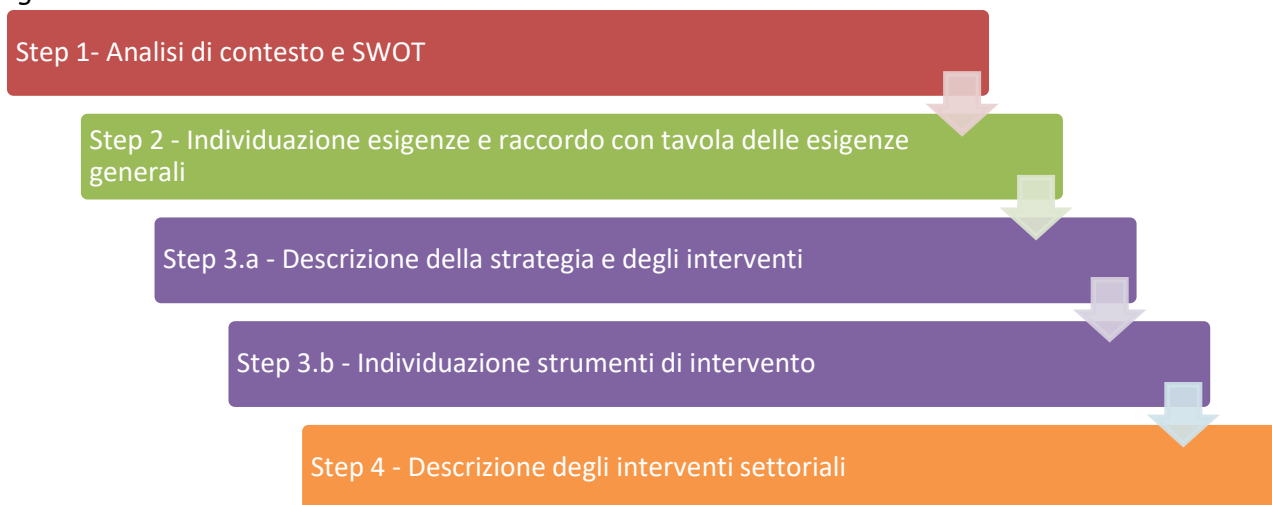 Step 1- Analisi di contesto e SWOT
Step 2 - Individuazione esigenze e raccordo con tavola delle esigenze
generali
Step 3.a - Descrizione della strategia e degli interventi
Step 3.b - Individuazione strumenti di intervento
Step 4 - Descrizione degli interventi settoriali